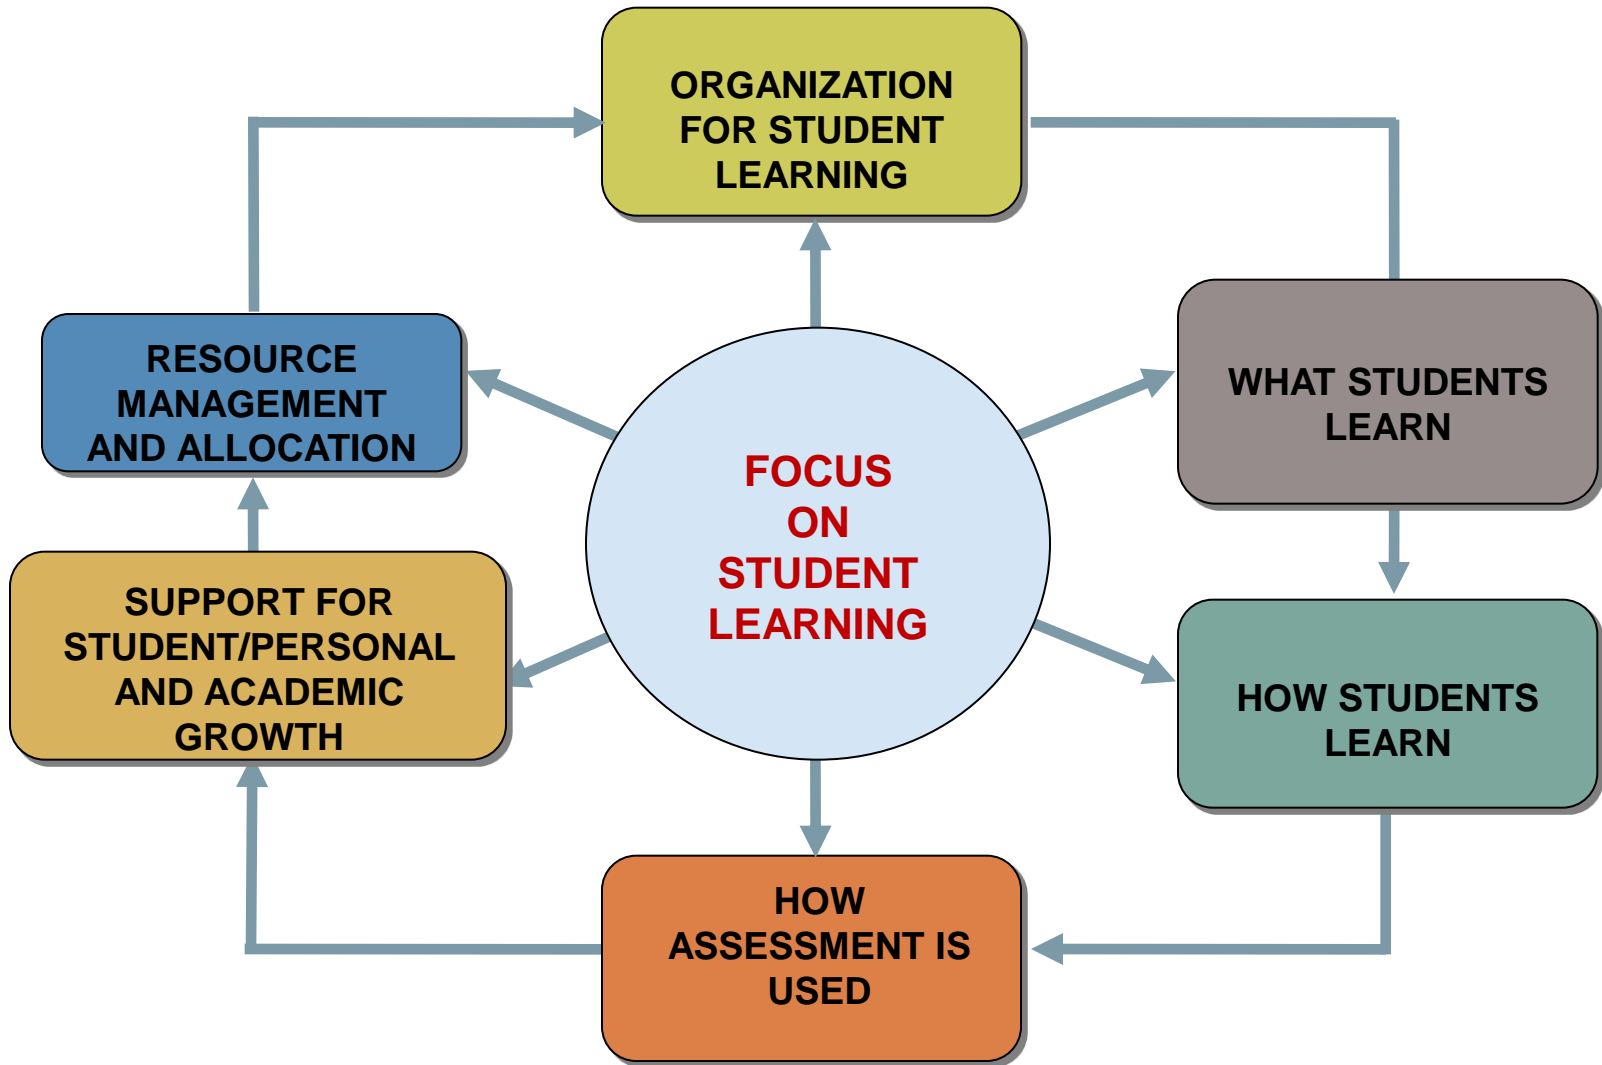 ORGANIZATION
FOR STUDENT
LEARNING
RESOURCE
MANAGEMENT
AND ALLOCATION
WHAT STUDENTS
LEARN
FOCUS
ON
STUDENT
LEARNING
SUPPORT FOR
STUDENT/PERSONAL
AND ACADEMIC
GROWTH
HOW STUDENTS
LEARN
HOW
ASSESSMENT IS
USED